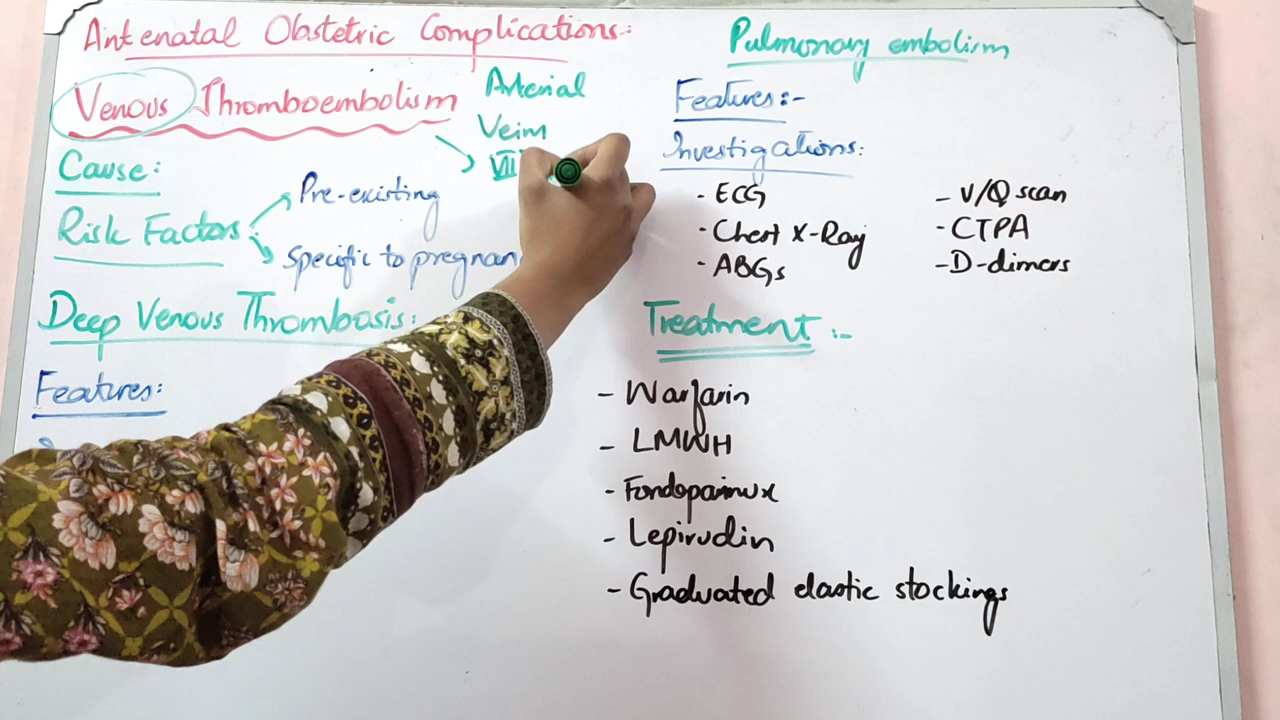 Antenatal Obstetric Complications:
Venous Thromboembolism
Arterial
Vein
VII
Cause:
Risk Factors
Pre-existing
Specific to pregnan
Deep Venous Thrombosis:
Features:
Pulmonary embolism
Features:-
Investigations:
- ECG
- Chest X-Ray
- ABGs
- V/Q scan
- CTPA
- D-dimers
Treatment :-
- Warfarin
- LMWH
- Fondaparinux
- Lepirudin
- Graduated elastic stockings